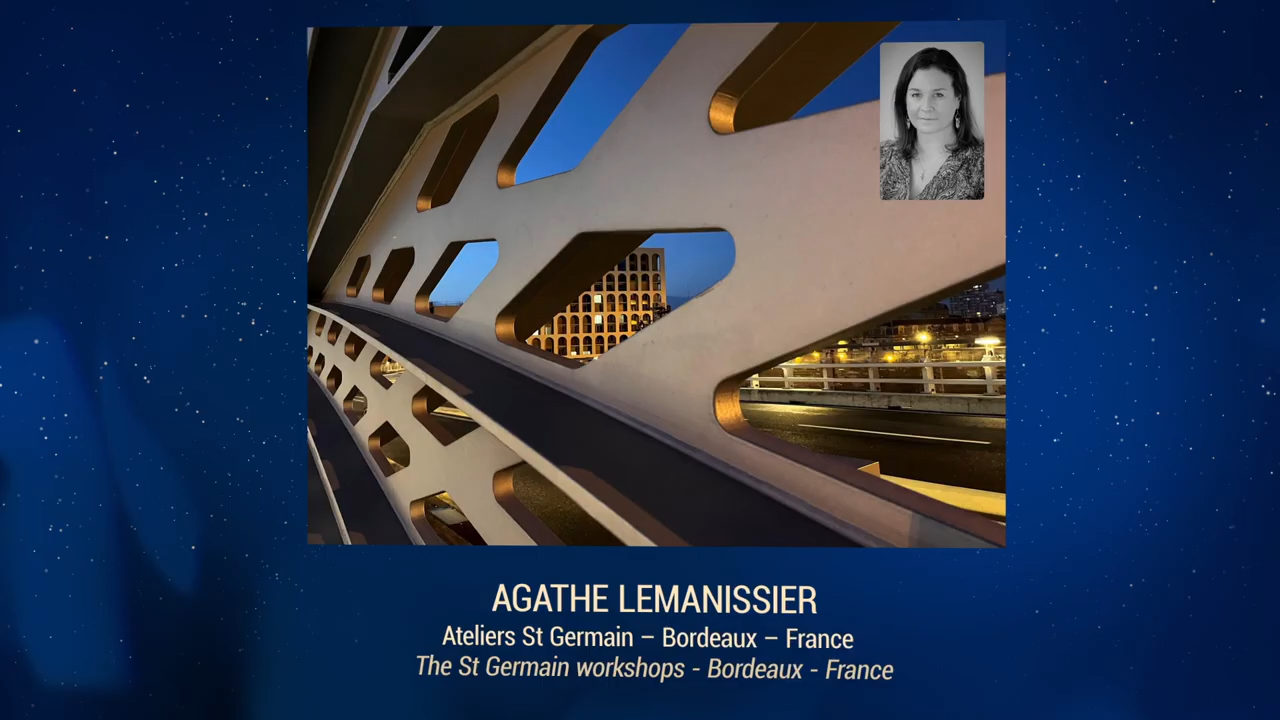 AGATHE LEMANISSIER
Ateliers St Germain – Bordeaux – France
The St Germain workshops - Bordeaux - France